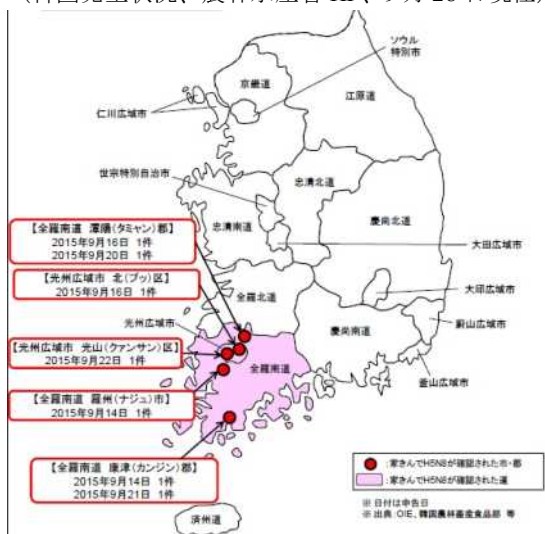 ソウル特別市
京畿道
江原道
仁川広域市
世宗特別自治市
忠清北道
忠清南道
慶尚北道
【全羅南道 潭陽(タミャン)郡】
2015年9月16日 1件
2015年9月20日 1件
大田広域市
【光州広域市 北(ブッ)区】
2015年9月16日 1件
全羅北道
大邱広域市
光州広域市
慶尚南道
蔚山広域市
【光州広域市 光山(クァンサン)区】
2015年9月22日 1件
全羅南道
釜山広域市
【全羅南道 羅州(ナジュ)市】
2015年9月14日 1件
【全羅南道 康津(カンジン)郡】
2015年9月14日 1件
2015年9月21日 1件
:家きんでH5N8が確認された市・郡
:家きんでH5N8が確認された道
※ 日付は申告日
※ 出典:OIE、韓国農林畜産食品部 等
済州道